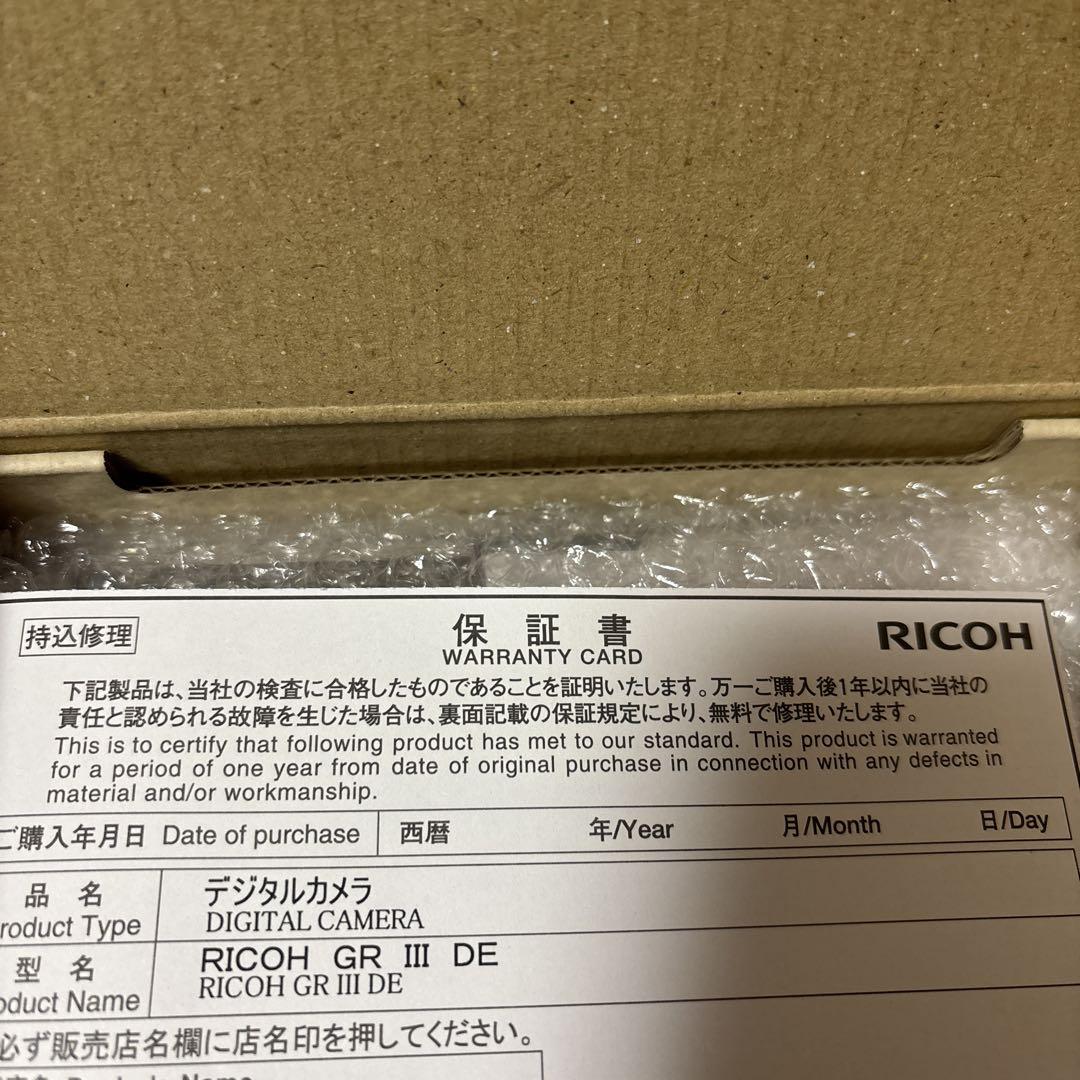 持込修理
保証書
RICOH
WARRANTY CARD
下記製品は、当社の検査に合格したものであることを証明いたします。万一ご購入後1年以内に当社の
責任と認められる故障を生じた場合は、裏面記載の保証規定により、無料で修理いたします。
This is to certify that following product has met to our standard. This product is warranted
for a period of one year from date of original purchase in connection with any defects in
material and/or workmanship.
ご購入年月日 Date of purchase 西暦 年/Year 月/Month 日/Day
品名 デジタルカメラ
roduct Type DIGITAL CAMERA
型名 RICOH GR III DE
oduct Name RICOH GR III DE
必ず販売店名欄に店名印を押してください。